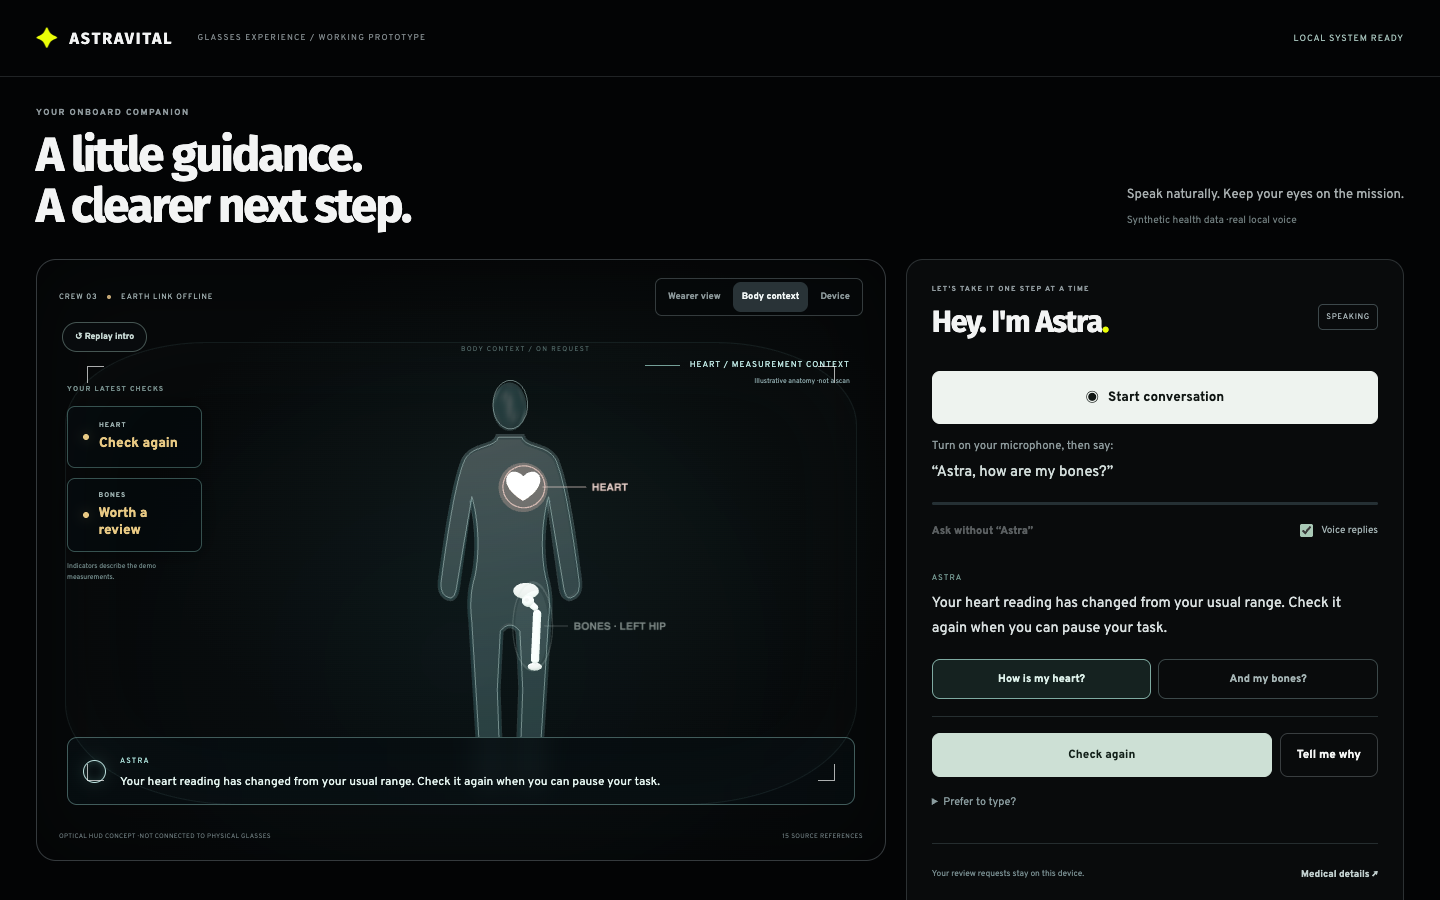 ASTRAVITAL
GLASSES EXPERIENCE / WORKING PROTOTYPE
LOCAL SYSTEM READY
YOUR ONBOARD COMPANION
A little guidance.
A clearer next step.
Speak naturally. Keep your eyes on the mission.
Synthetic health data ·real local voice
CREW 03 • EARTH LINK OFFLINE
Wearer view
Body context
Device
↺ Replay intro
BODY CONTEXT / ON REQUEST
HEART / MEASUREMENT CONTEXT
Illustrative anatomy ·not a scan
YOUR LATEST CHECKS
HEART
Check again
BONES
Worth a
review
Indicators describe the demo
measurements.
HEART
BONES · LEFT HIP
ASTRA
Your heart reading has changed from your usual range. Check it again when you can pause your task.
OPTICAL HUD CONCEPT ·NOT CONNECTED TO PHYSICAL GLASSES
15 SOURCE REFERENCES
LET'S TAKE IT ONE STEP AT A TIME
Hey. I'm Astra.
SPEAKING
Start conversation
Turn on your microphone, then say:
“Astra, how are my bones?”
Ask without “Astra”
Voice replies
ASTRA
Your heart reading has changed from your usual range. Check it
again when you can pause your task.
How is my heart?
And my bones?
Check again
Tell me why
▶ Prefer to type?
Your review requests stay on this device.
Medical details ↗